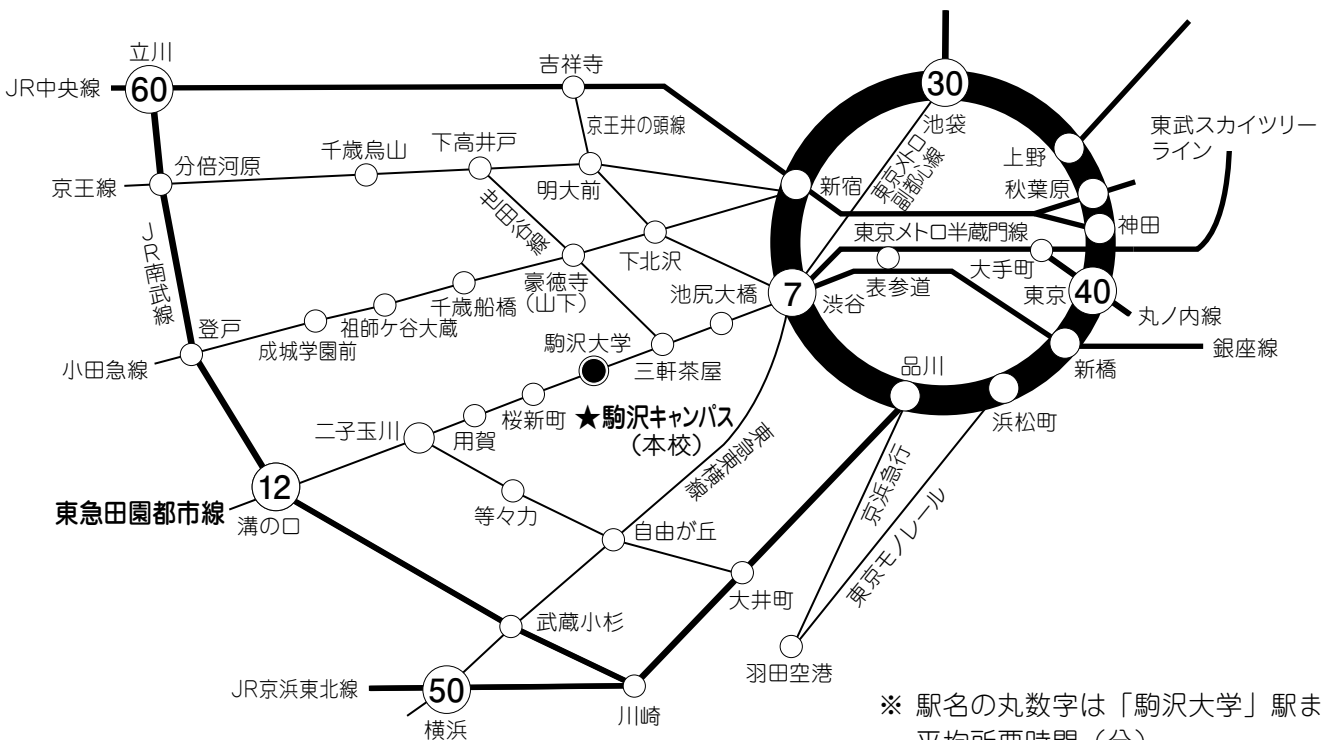 立川
60
JR中央線
吉祥寺
京王井の頭線
30
池袋
東京メトロ
副都心線
東武スカイツリー
ライン
上野
秋葉原
神田
京王線
分倍河原
千歳烏山
下高井戸
明大前
新宿
世田谷線
JR南武線
下北沢
豪徳寺
(山下)
千歳船橋
祖師ケ谷大蔵
成城学園前
登戸
小田急線
東京メトロ半蔵門線
大手町
表参道
池尻大橋
7
渋谷
東京
40
丸ノ内線
銀座線
新橋
浜松町
品川
駒沢大学
三軒茶屋
★駒沢キャンパス
(本校)
桜新町
用賀
二子玉川
12
溝の口
東急田園都市線
等々力
自由が丘
東急東横線
大井町
京浜急行
東京モノレール
羽田空港
武蔵小杉
JR京浜東北線
50
横浜
川崎
※ 駅名の丸数字は「駒沢大学」駅ま
平均所要時間(分)